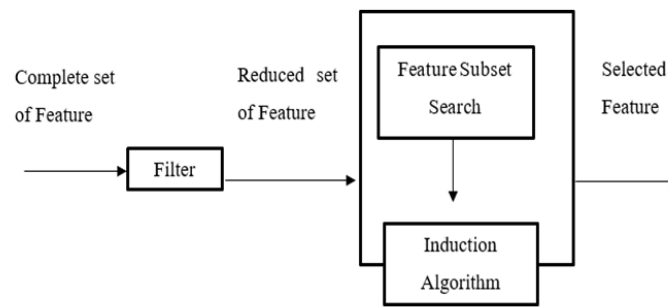 Complete set
of Feature
Filter
Reduced set
of Feature
Feature Subset
Search
Induction
Algorithm
Selected
Feature